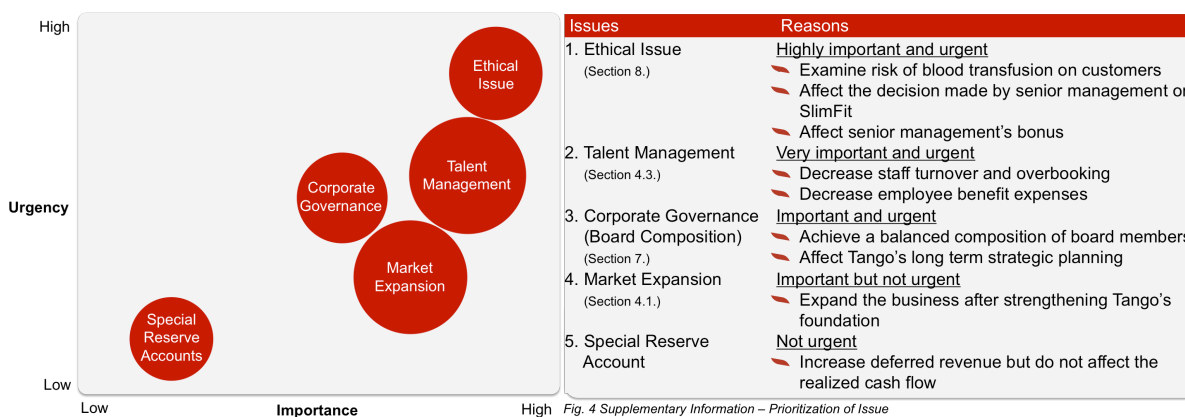 High
Urgency
Low
Low
Importance
High
Ethical
Issue
Talent
Management
Corporate
Governance
Market
Expansion
Special
Reserve
Accounts
Issues Reasons
1. Ethical Issue Highly important and urgent
(Section 8.) Examine risk of blood transfusion on customers
Affect the decision made by senior management or
SlimFit
Affect senior management’s bonus
2. Talent Management Very important and urgent
(Section 4.3.) Decrease staff turnover and overbooking
Decrease employee benefit expenses
3. Corporate Governance Important and urgent
(Board Composition) Achieve a balanced composition of board members
(Section 7.) Affect Tango’s long term strategic planning
4. Market Expansion Important but not urgent
(Section 4.1.) Expand the business after strengthening Tango’s
foundation
5. Special Reserve Not urgent
Account Increase deferred revenue but do not affect the
realized cash flow
Fig. 4 Supplementary Information – Prioritization of Issue